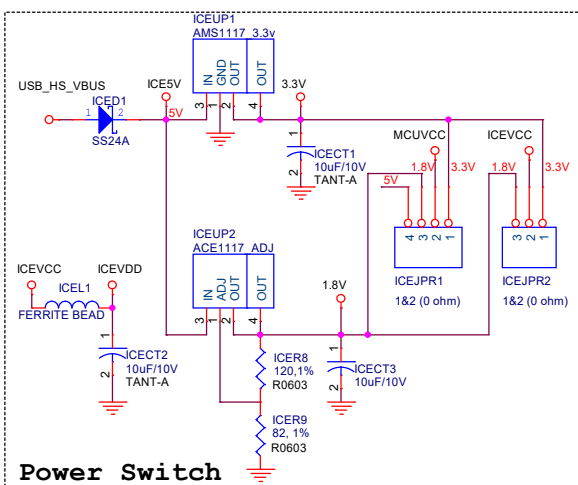 ICEUP1
AMS1117_3.3v
USB_HS_VBUS
ICED1
ICE5V
IN
GND
OUT
OUT
3.3V
1
2
5V
3
1
2
4
SS24A
MCUVCC
ICEVCC
1
2
ICECT1
10uF/10V
TANT-A
5V
1.8V
3.3V
1.8V
3.3V
4
3
2
1
3
2
1
ICEUP2
ACE1117_ADJ
ICEJPR1
1&2 (0 ohm)
ICEJPR2
1&2 (0 ohm)
ICEVCC
ICEVDD
ICEL1
FERRITE BEAD
IN
ADJ
OUT
OUT
3
1
2
4
1.8V
1
2
ICECT2
10uF/10V
TANT-A
ICER8
120,1%
R0603
1
2
ICECT3
10uF/10V
ICER9
82, 1%
R0603
Power Switch